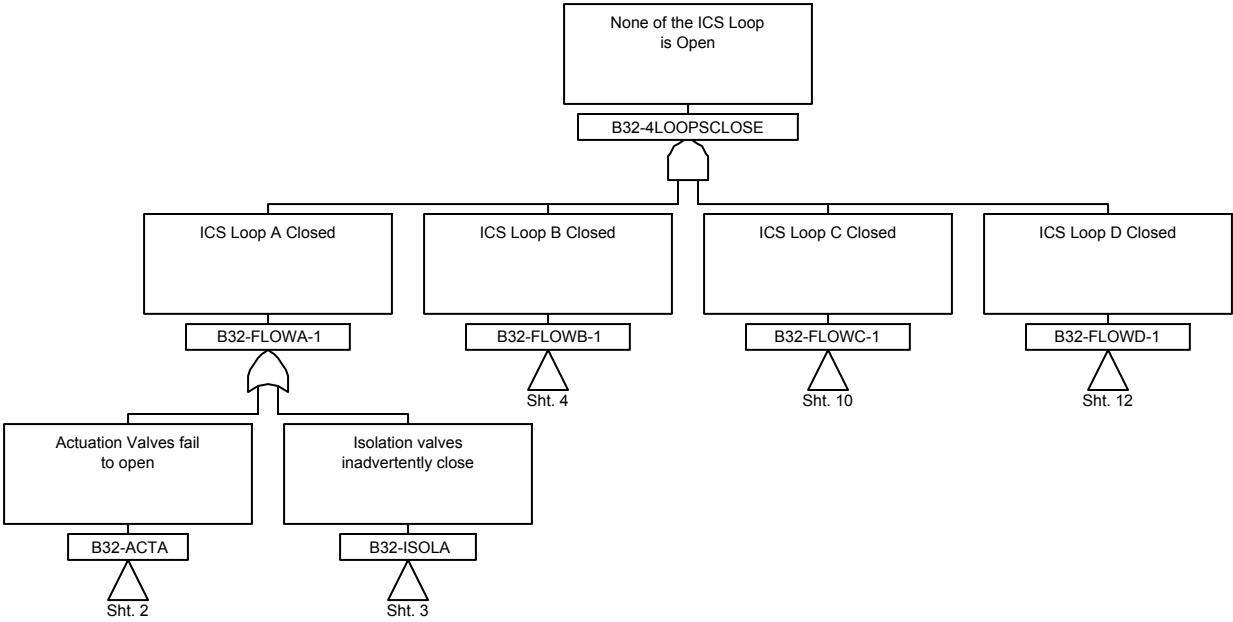 None of the ICS Loop
is Open
B32-4LOOPSCLOSE
ICS Loop A Closed
ICS Loop B Closed
ICS Loop C Closed
ICS Loop D Closed
B32-FLOWA-1
B32-FLOWB-1
B32-FLOWC-1
B32-FLOWD-1
Sht. 4
Sht. 10
Sht. 12
Actuation Valves fail
to open
Isolation valves
inadvertently close
B32-ACTA
B32-ISOLA
Sht. 2
Sht. 3